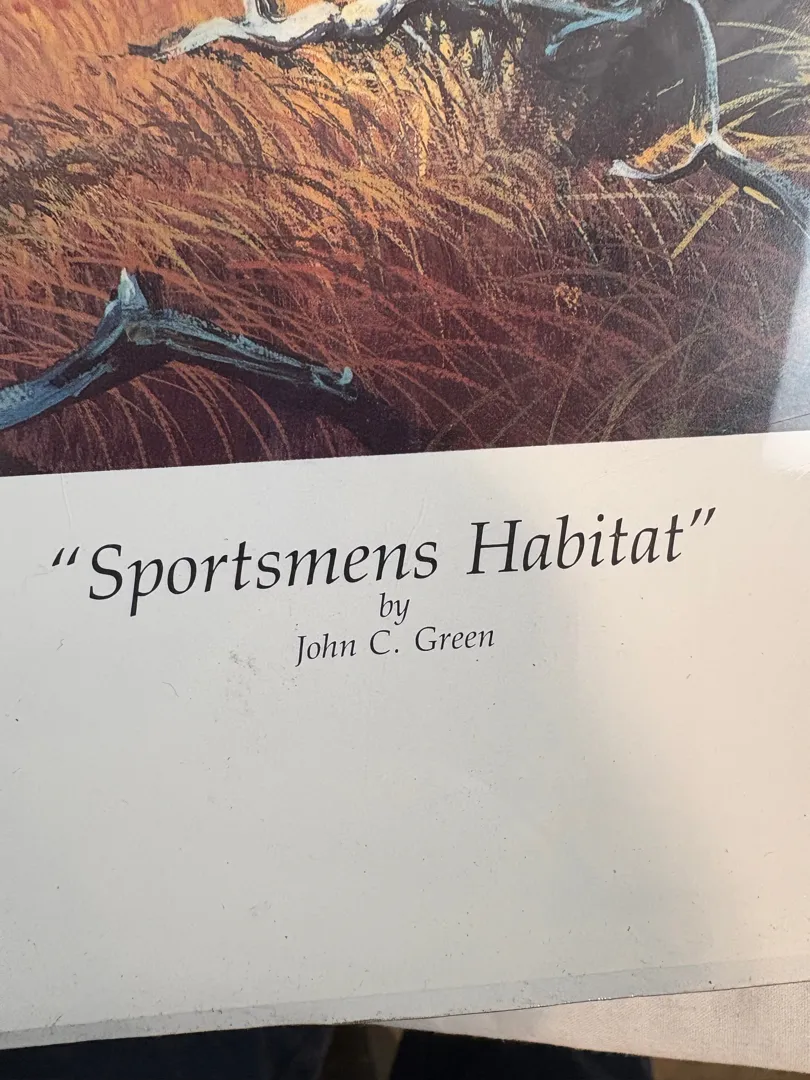 “Sportsmens Habitat”
by
John C. Green